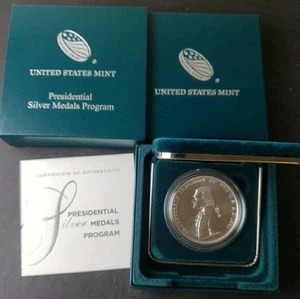 UNITED STATES MINT
Presidential
Silver Medals Program
UNITED STATES MINT
CERTIFICATE OF AUTHENTICITY
PRESIDENTIAL
Silver MEDALS
PROGRAM